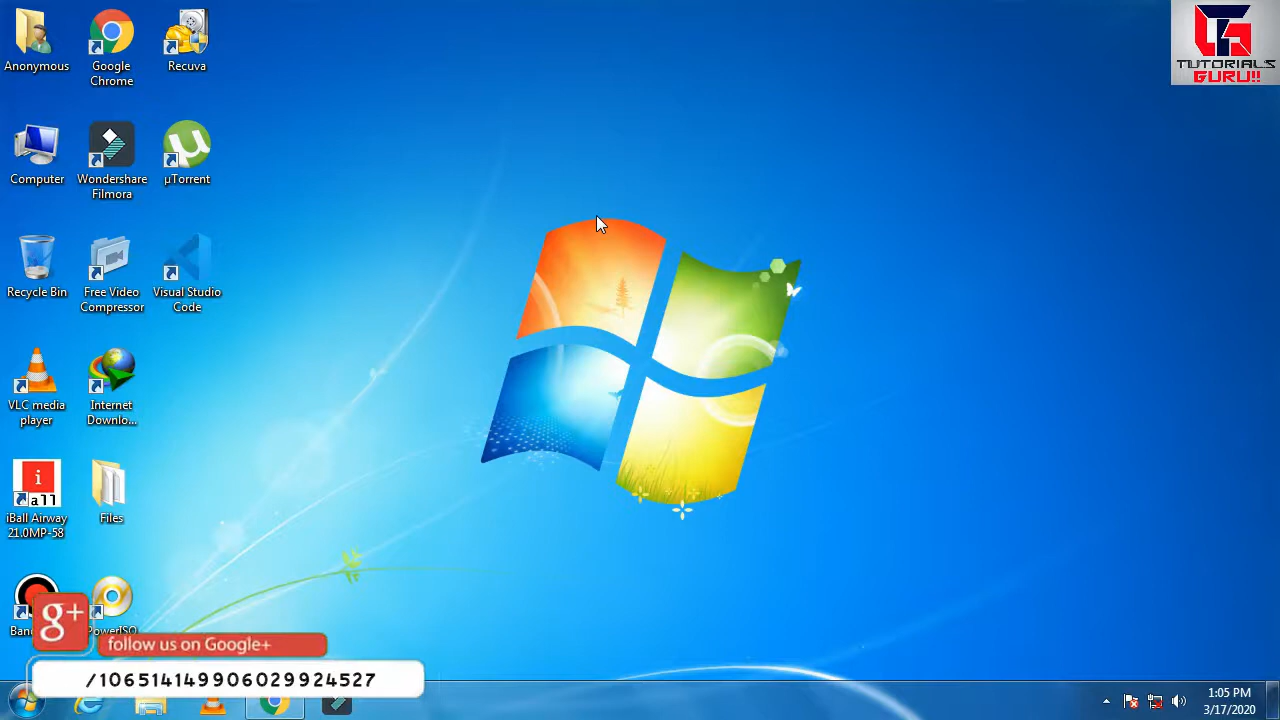 Anonymous
Google
Chrome
Recuva
TUTORIALS
GURU!!
Computer
Wondershare
Filmora
µ
µTorrent
Recycle Bin
Free Video
Compressor
Visual Studio
Code
VLC media
player
Internet
Downlo...
i
all
iBall Airway
21.0MP-58
Files
PowerISO
g+
follow us on Google+
/106514149906029924527
1:05 PM
3/17/2020